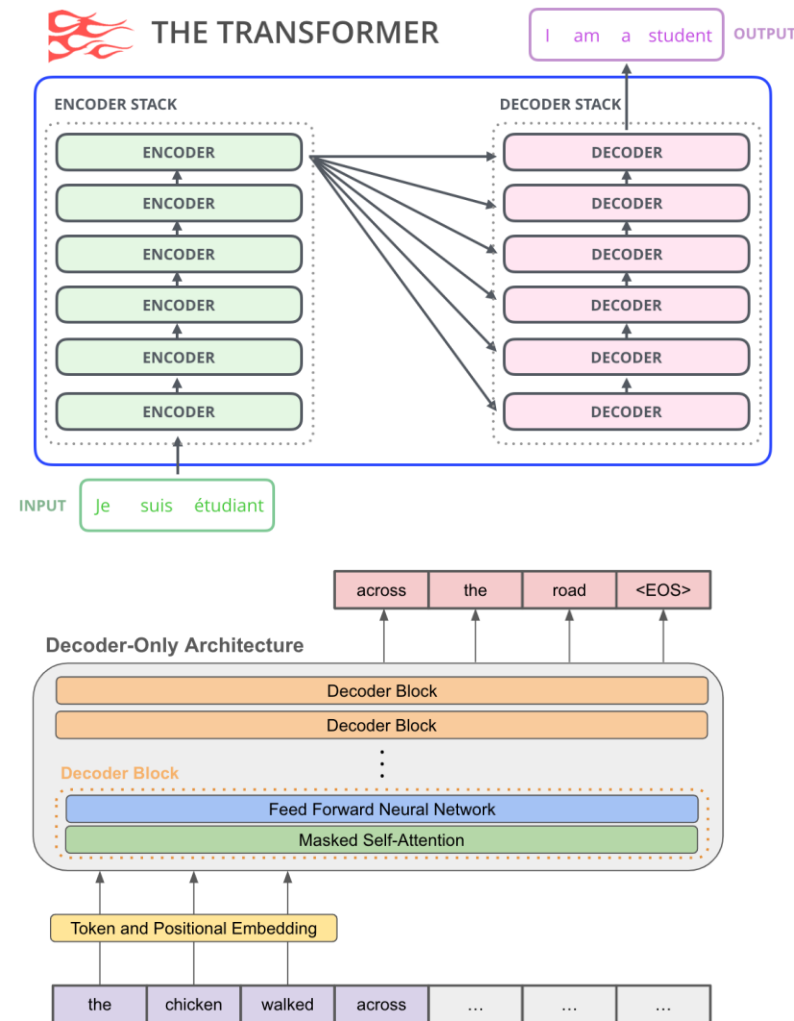 THE TRANSFORMER
I am a student
OUTPUT
ENCODER STACK
DECODER STACK
ENCODER
DECODER
ENCODER
DECODER
ENCODER
DECODER
ENCODER
DECODER
ENCODER
DECODER
ENCODER
DECODER
INPUT
Je suis étudiant
across the road <EOS>
Decoder-Only Architecture
Decoder Block
Decoder Block
⋮
Decoder Block
Feed Forward Neural Network
Masked Self-Attention
Token and Positional Embedding
the chicken walked across ... ... ...